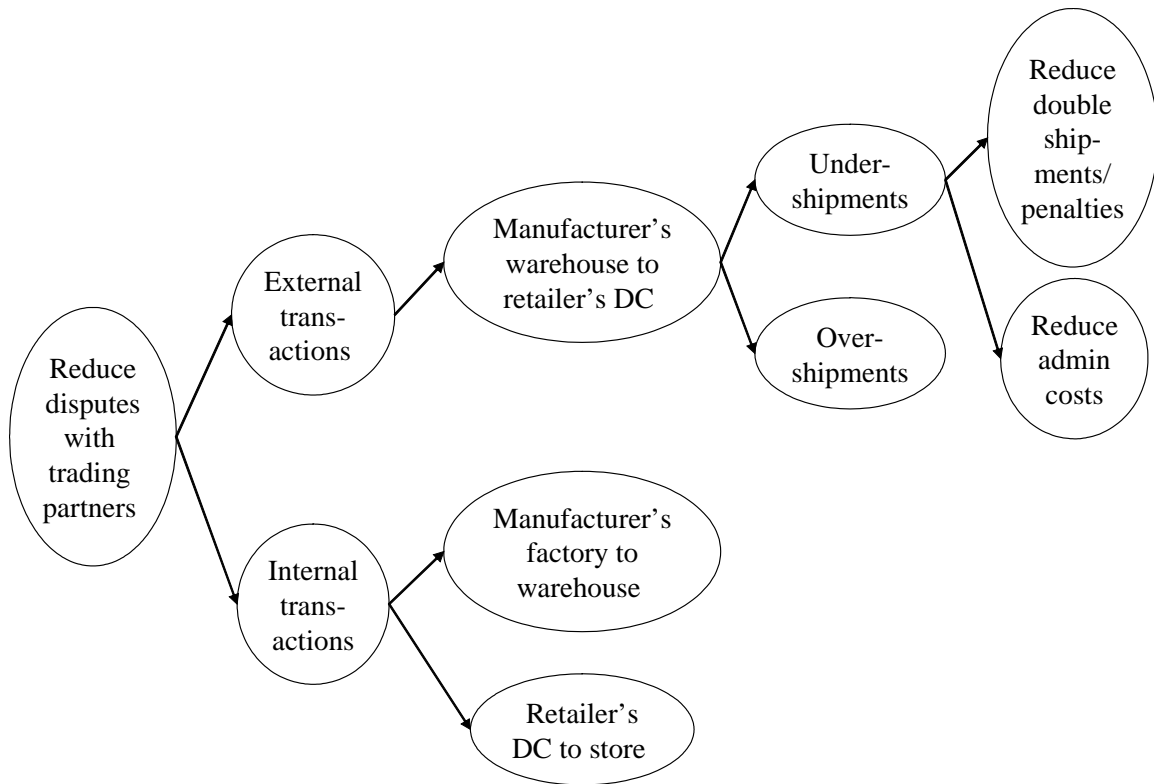 Reduce
disputes
with
trading
partners
External
trans-
actions
Internal
trans-
actions
Manufacturer’s
warehouse to
retailer’s DC
Manufacturer’s
factory to
warehouse
Retailer’s
DC to store
Under-
shipments
Over-
shipments
Reduce
double
ship-
ments/
penalties
Reduce
admin
costs